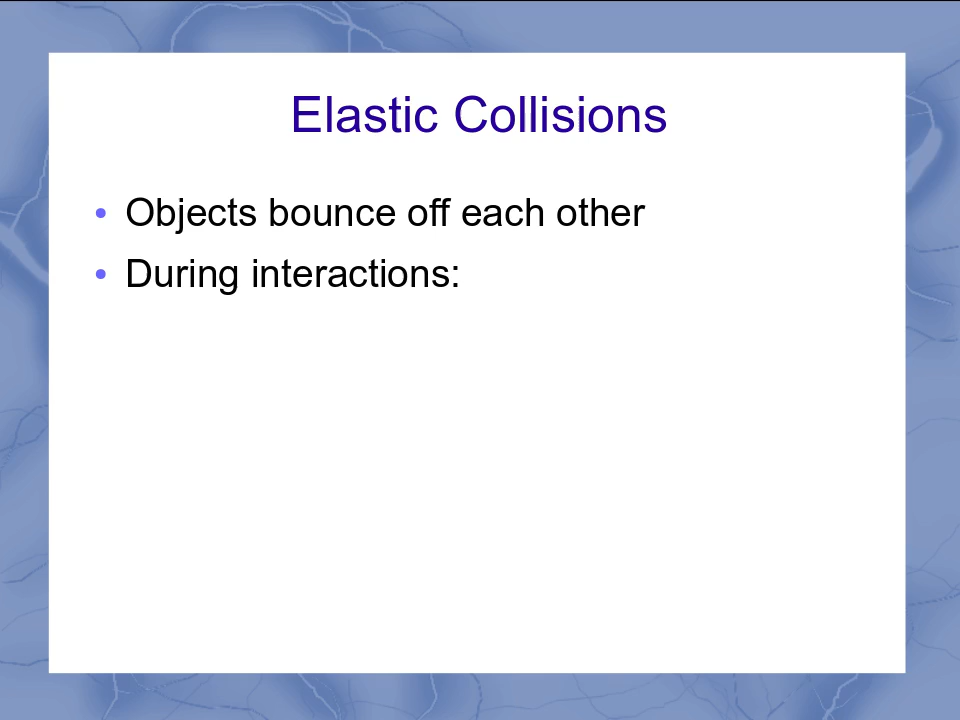 Elastic Collisions
• Objects bounce off each other
• During interactions: